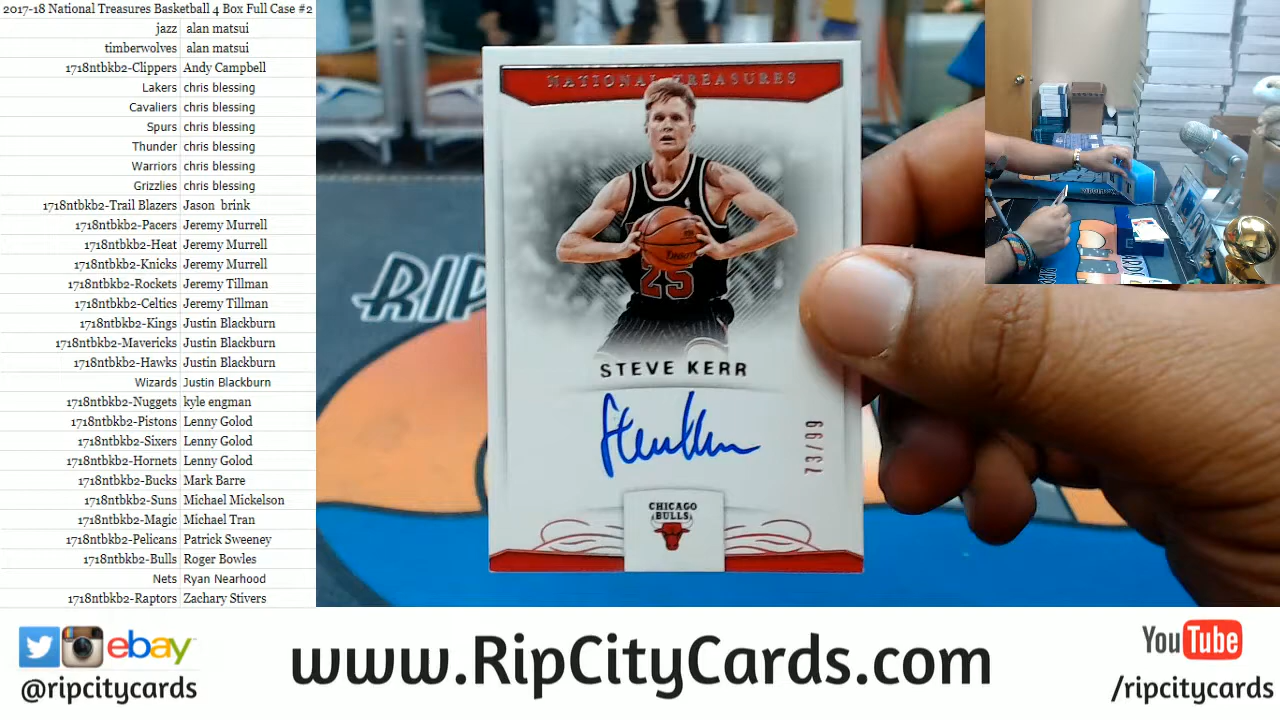 2017-18 National Treasures Basketball 4 Box Full Case #2
jazz alan matsui
timberwolves alan matsui
1718ntbkb2-Clippers Andy Campbell
Lakers chris blessing
Cavaliers chris blessing
Spurs chris blessing
Thunder chris blessing
Warriors chris blessing
Grizzlies chris blessing
1718ntbkb2-Trail Blazers Jason brink
1718ntbkb2-Pacers Jeremy Murrell
1718ntbkb2-Heat Jeremy Murrell
1718ntbkb2-Knicks Jeremy Murrell
1718ntbkb2-Rockets Jeremy Tillman
1718ntbkb2-Celtics Jeremy Tillman
1718ntbkb2-Kings Justin Blackburn
1718ntbkb2-Mavericks Justin Blackburn
1718ntbkb2-Hawks Justin Blackburn
Wizards Justin Blackburn
1718ntbkb2-Nuggets kyle engman
1718ntbkb2-Pistons Lenny Golod
1718ntbkb2-Sixers Lenny Golod
1718ntbkb2-Hornets Lenny Golod
1718ntbkb2-Bucks Mark Barre
1718ntbkb2-Suns Michael Mickelson
1718ntbkb2-Magic Michael Tran
1718ntbkb2-Pelicans Patrick Sweeney
1718ntbkb2-Bulls Roger Bowles
Nets Ryan Nearhood
1718ntbkb2-Raptors Zachary Stivers
NATIONAL TREASURES
25
STEVE KERR
73/99
CHICAGO
BULLS
RIP
ebay
@ripcitycards
www.RipCityCards.com
YouTube
/ripcitycards